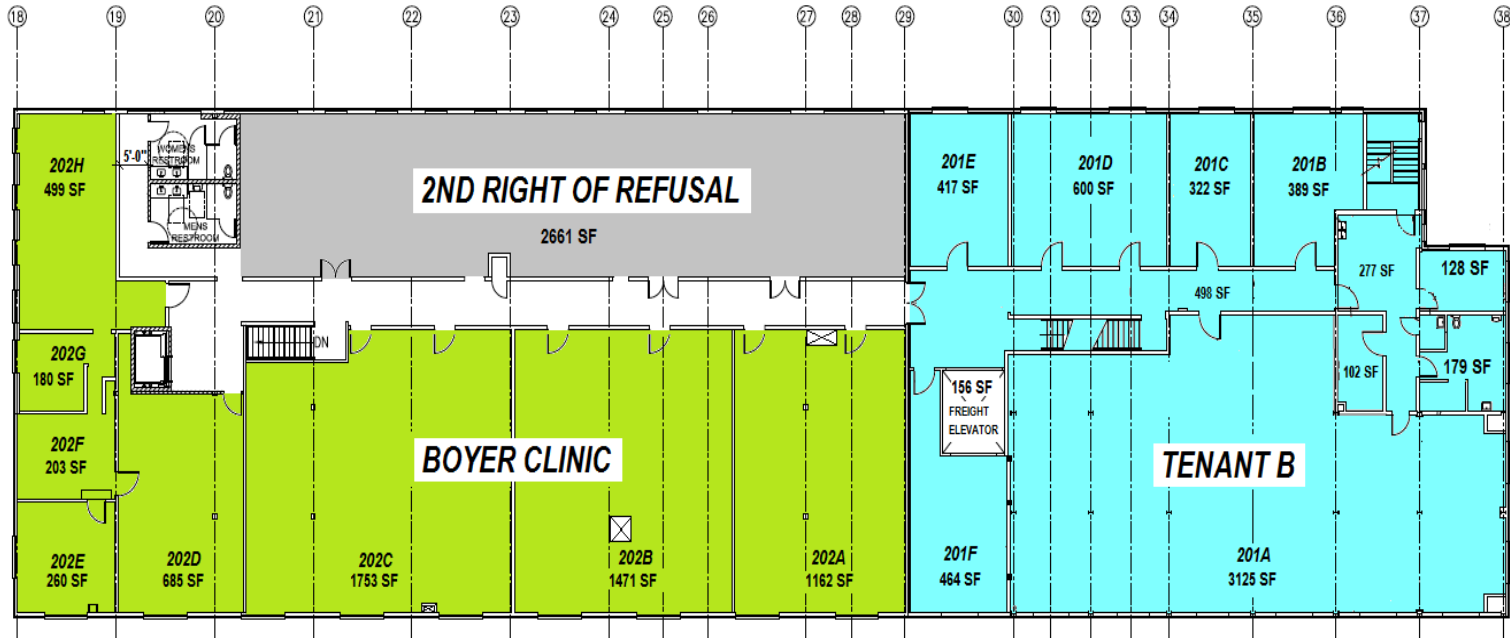 18 19 20 21 22 23 24 25 26 27 28 29 30 31 32 33 34 35 36 37 38
202H
499 SF
5'-0"
WOMEN'S
RESTROOM
MENS
RESTROOM
2ND RIGHT OF REFUSAL
2661 SF
201E
417 SF
201D
600 SF
201C
322 SF
201B
389 SF
277 SF
128 SF
498 SF
202G
180 SF
DN
102 SF
179 SF
156 SF
FREIGHT
ELEVATOR
202F
203 SF
BOYER CLINIC
TENANT B
202E
260 SF
202D
685 SF
202C
1753 SF
202B
1471 SF
202A
1162 SF
201F
464 SF
201A
3125 SF